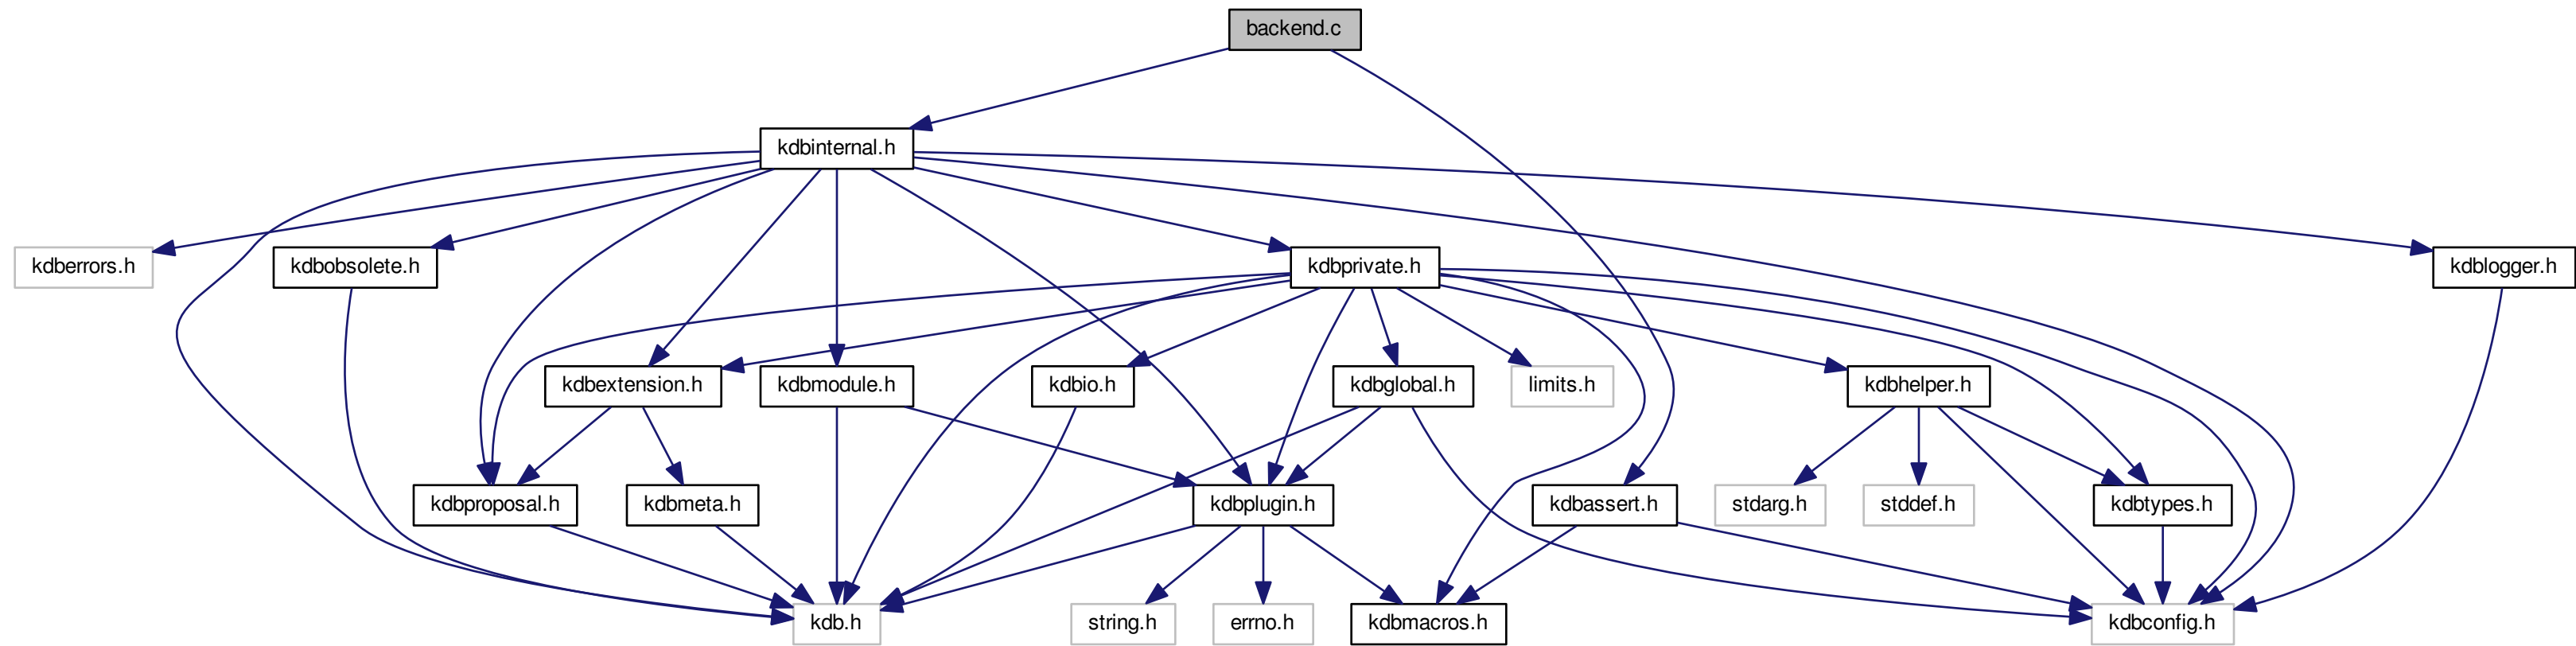 backend.c
kdbinternal.h
kdberrors.h
kdbobsolete.h
kdbprivate.h
kdblogger.h
kdbextension.h
kdbmodule.h
kdbio.h
kdbglobal.h
limits.h
kdbhelper.h
kdbproposal.h
kdbmeta.h
kdbplugin.h
kdbassert.h
stdarg.h
stddef.h
kdbtypes.h
kdb.h
string.h
errno.h
kdbmacros.h
kdbconfig.h